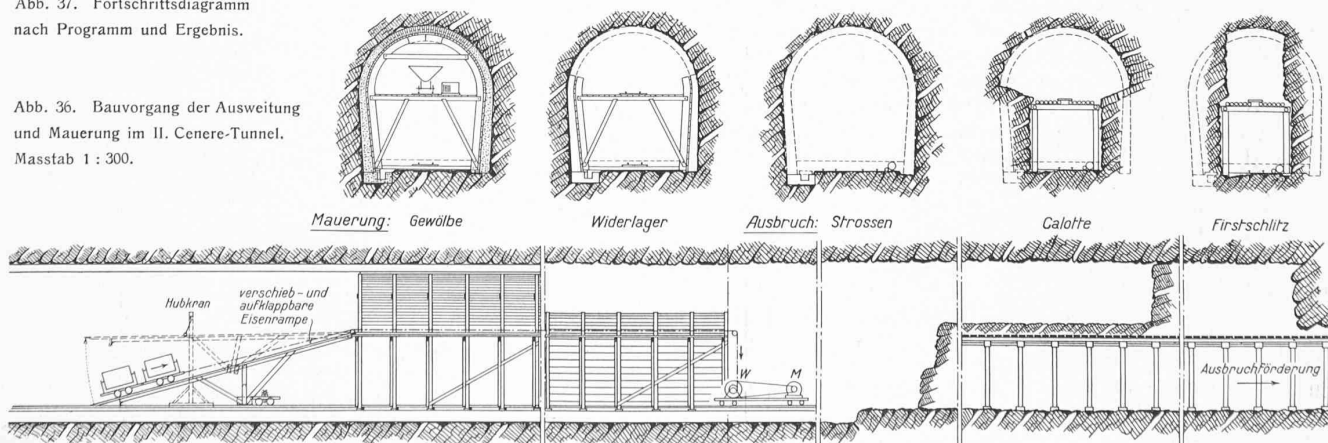 Abb. 37. Fortschrittsdiagramm
nach Programm und Ergebnis.
Abb. 36. Bauvorgang der Ausweitung
und Mauerung im II. Cenere-Tunnel.
Masstab 1 : 300.
Mauerung: Gewölbe
Widerlager
Ausbruch: Strossen
Calotte
Firstschlitz
Hubkran
verschieb- und
aufklappbare
Eisenrampe
W
M
Ausbruchförderung